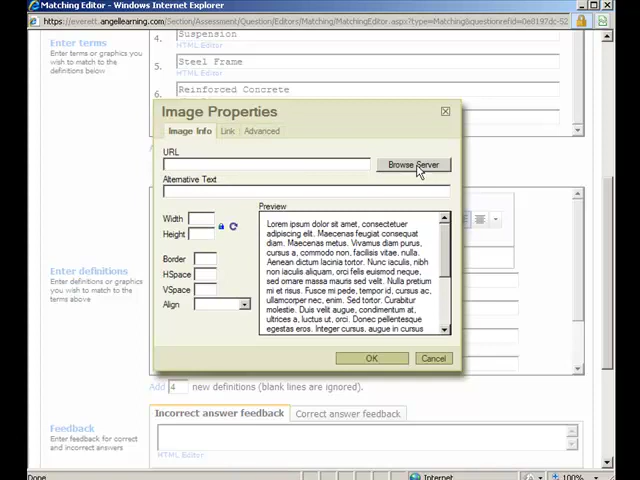 Matching Editor - Windows Internet Explorer
https://everett.angellearning.com/Section/Assessment/Question/Editors/Matching/MatchingEditor.aspx?type=Matching&questionrefid=0e8197dc-52
Enter terms
Enter terms or graphics you wish to match to the definitions below
4. Suspension
HTML Editor
5. Steel Frame
HTML Editor
6. Reinforced Concrete
Image Properties
Image Info Link Advanced
URL
Browse Server
Alternative Text
Width
Height
Border
HSpace
VSpace
Align
Preview
Lorem ipsum dolor sit amet, consectetuer
adipiscing elit. Maecenas feugiat consequat
diam. Maecenas metus. Vivamus diam purus,
cursus a, commodo non, facilisis vitae, nulla.
Aenean dictum lacinia tortor. Nunc iaculis, nibh
non iaculis aliquam, orci felis euismod neque,
sed ornare massa mauris sed velit. Nulla pretium
mi et risus. Fusce mi pede, tempor id, cursus ac,
ullamcorper nec, enim. Sed tortor. Curabitur
molestie. Duis velit augue, condimentum at,
ultrices a, luctus ut, orci. Donec pellentesque
egestas eros. Integer cursus, augue in cursus
OK Cancel
Enter definitions
Enter definitions or graphics you wish to match to the terms above
Add 4 new definitions (blank lines are ignored).
Incorrect answer feedback Correct answer feedback
Feedback
Enter feedback for correct and incorrect answers
HTML Editor
Done
Internet
100%